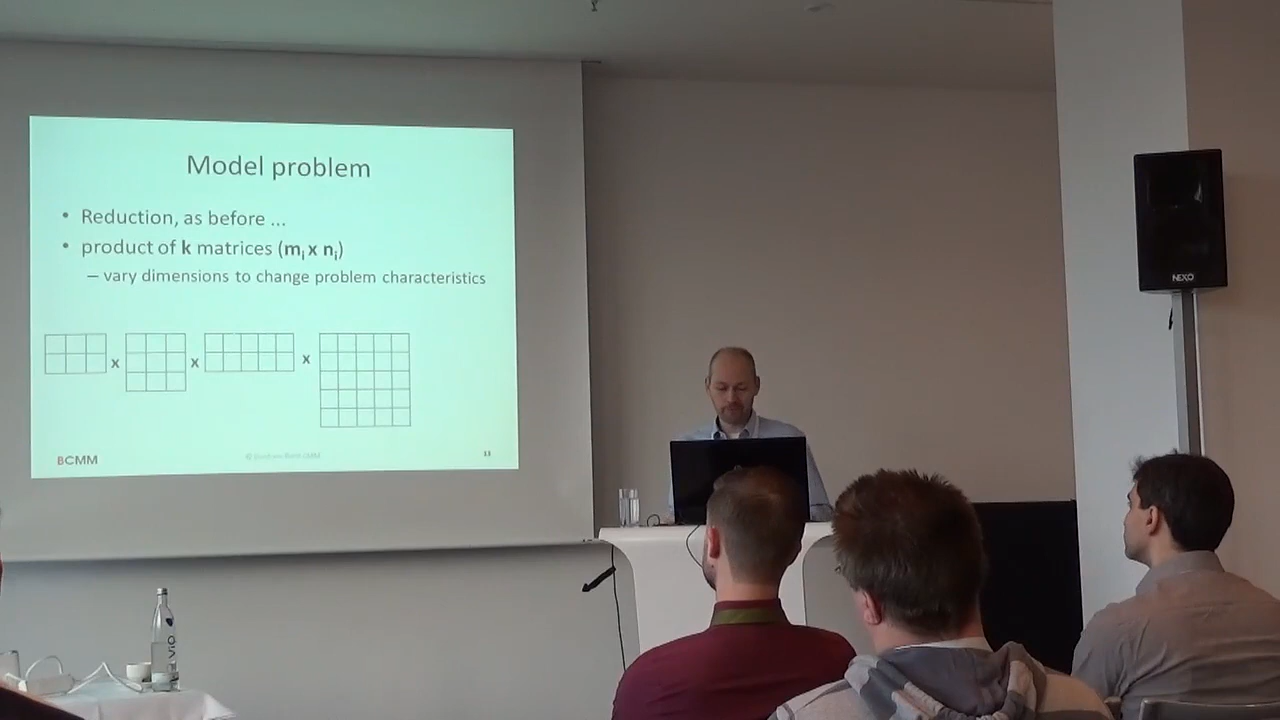 Model problem
• Reduction, as before ...
• product of k matrices (mi x ni)
– vary dimensions to change problem characteristics
x x x
BCMM
11
NEXO